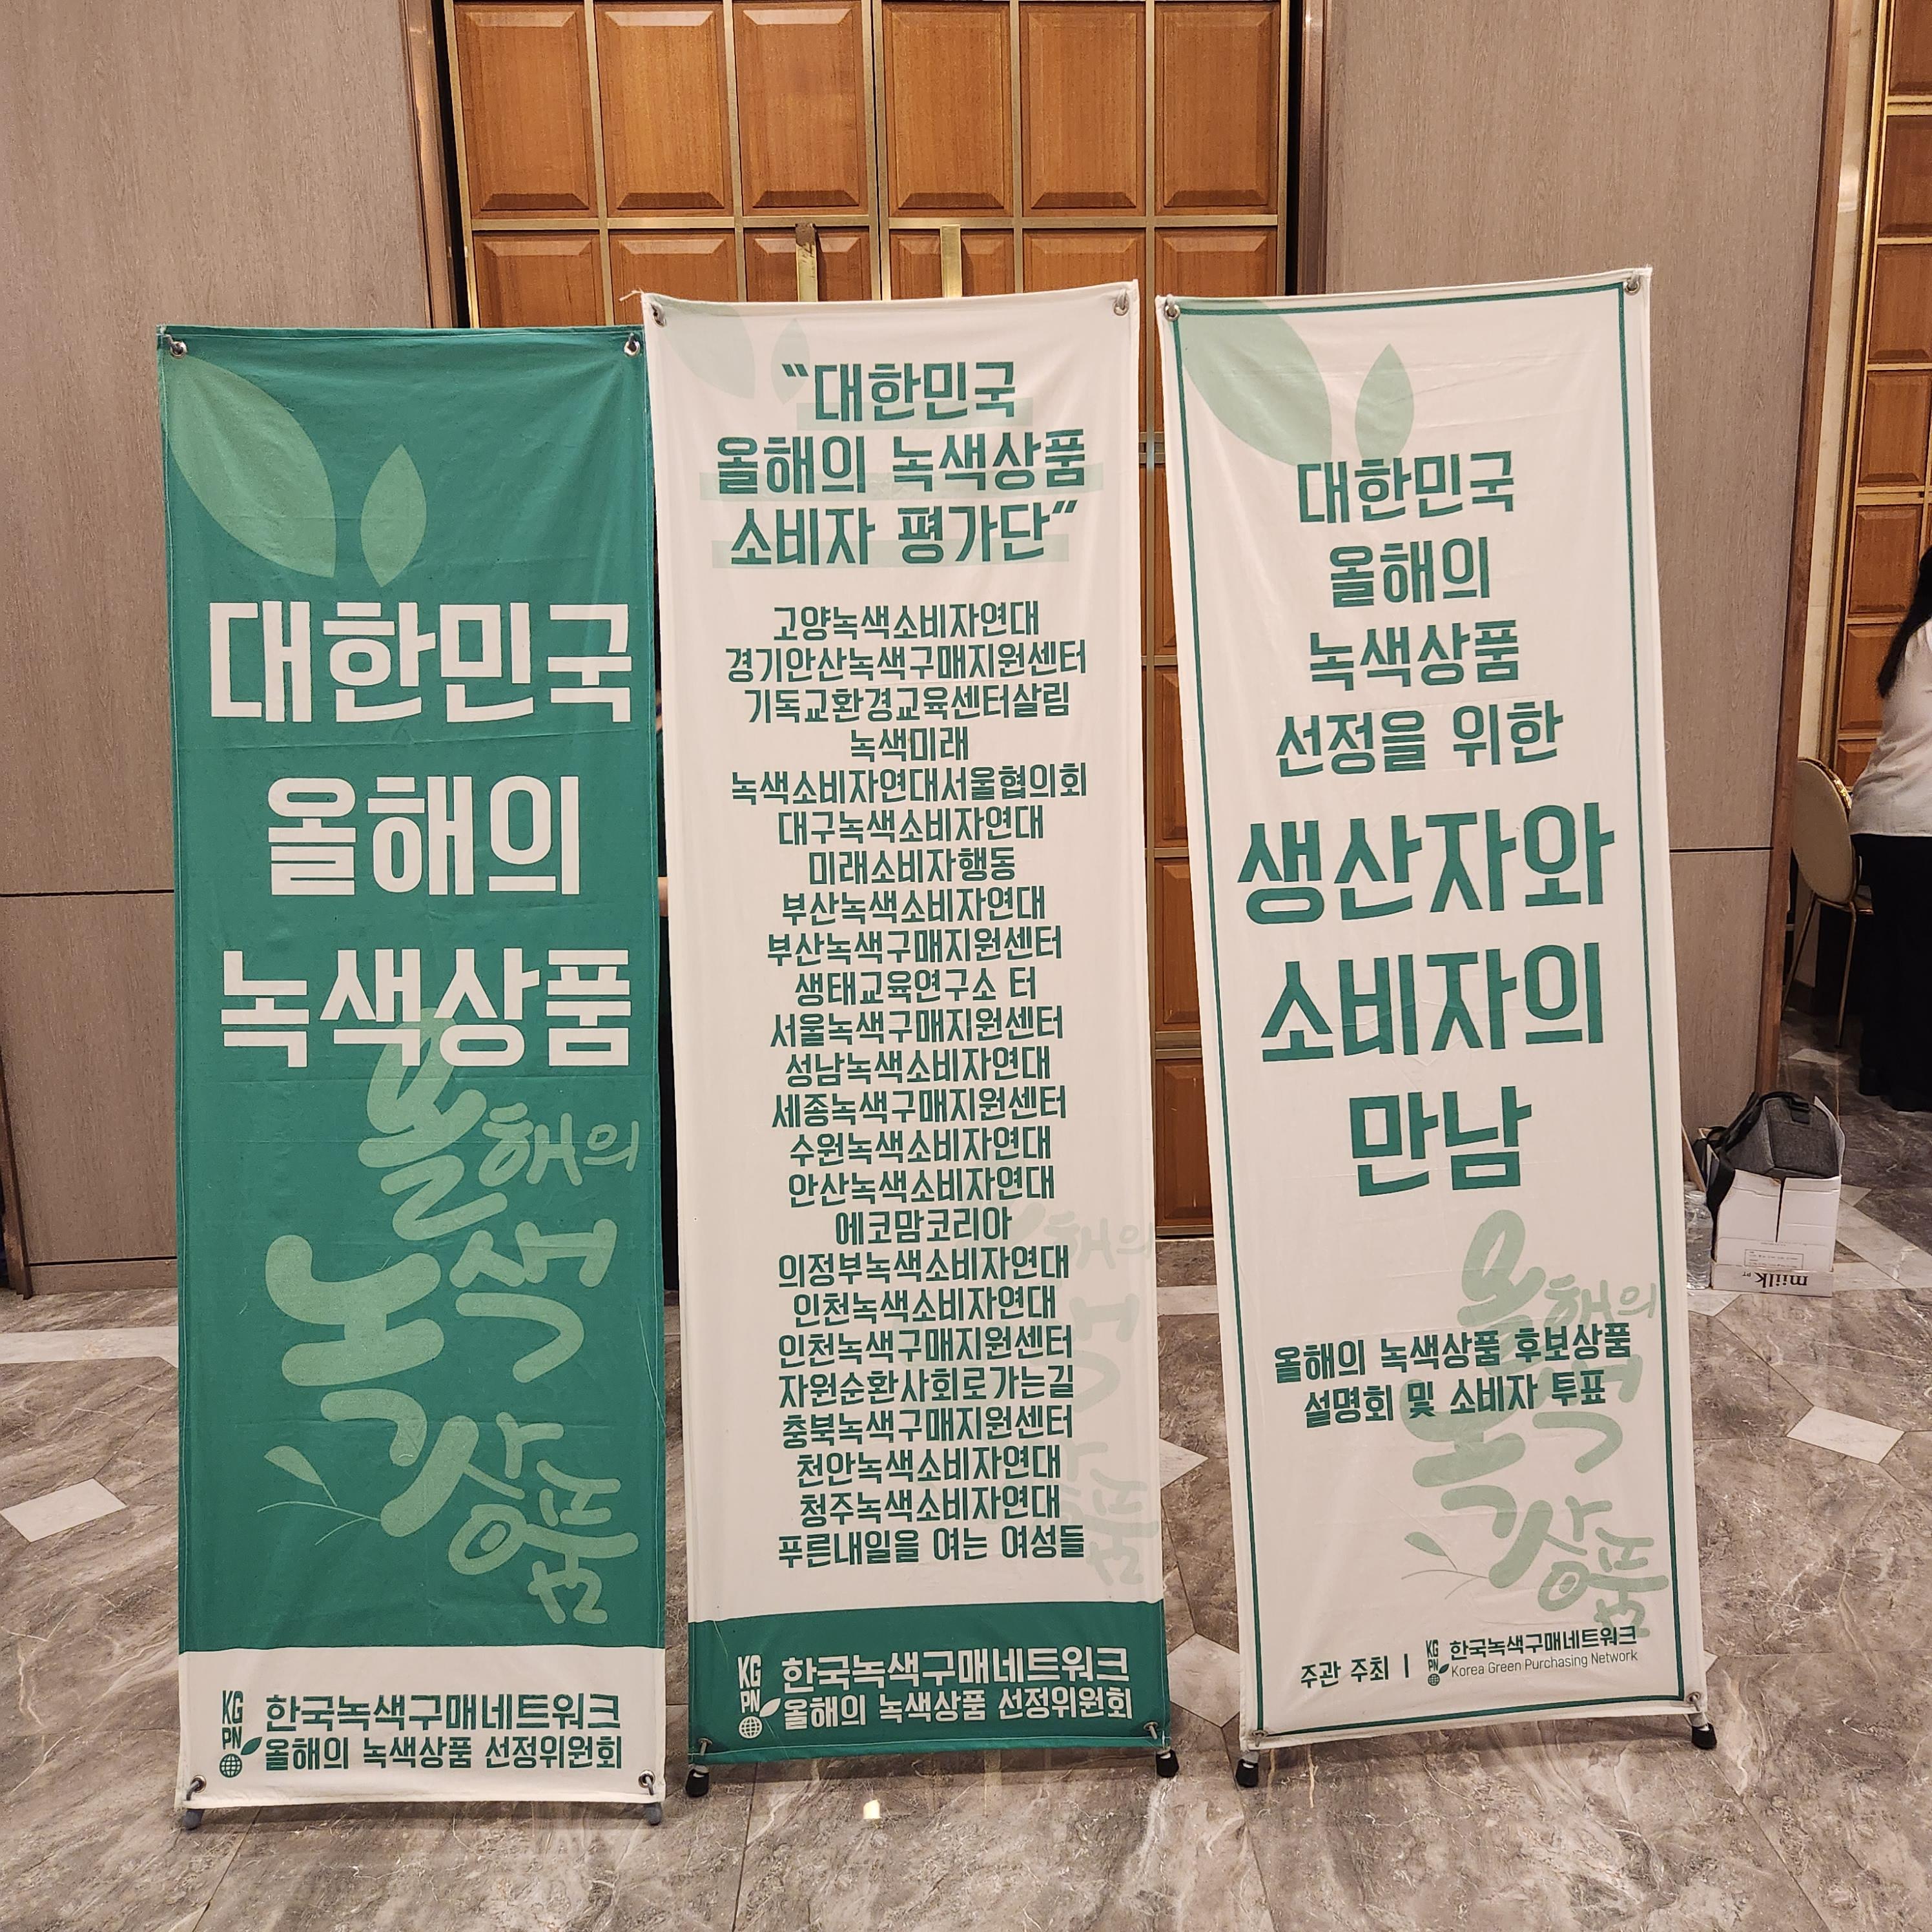 대한민국
올해의
녹색상품
올해의
녹색
상품
KG
PN
한국녹색구매네트워크
올해의 녹색상품 선정위원회
"대한민국
올해의 녹색상품
소비자 평가단"
고양녹색소비자연대
경기안산녹색구매지원센터
기독교환경교육센터살림
녹색미래
녹색소비자연대서울협의회
대구녹색소비자연대
미래소비자행동
부산녹색소비자연대
부산녹색구매지원센터
생태교육연구소 터
서울녹색구매지원센터
성남녹색소비자연대
세종녹색구매지원센터
수원녹색소비자연대
안산녹색소비자연대
에코맘코리아
의정부녹색소비자연대
인천녹색소비자연대
인천녹색구매지원센터
자원순환사회로가는길
충북녹색구매지원센터
천안녹색소비자연대
청주녹색소비자연대
푸른내일을 여는 여성들
해의
색
상품
KG
PN
한국녹색구매네트워크
올해의 녹색상품 선정위원회
대한민국
올해의
녹색상품
선정을 위한
생산자와
소비자의
만남
올해의
녹색
상품
올해의 녹색상품 후보상품
설명회 및 소비자 투표
주관 주최 |
KG
PN
한국녹색구매네트워크
Korea Green Purchasing Network
miilk